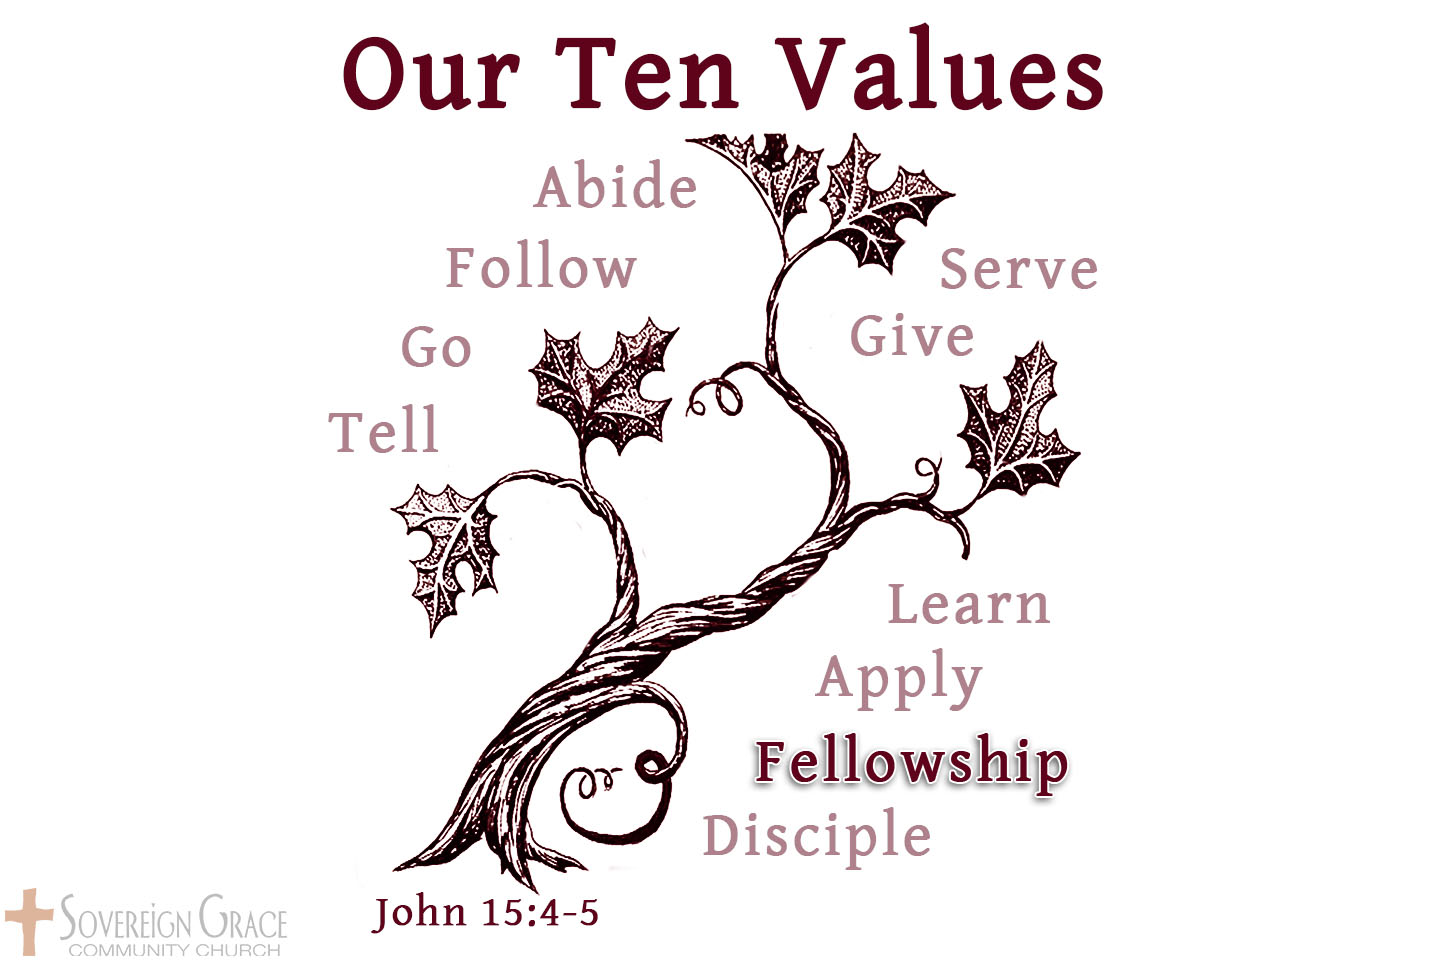 Our Ten Values
Abide
Follow
Go
Tell
Serve
Give
Learn
Apply
Fellowship
Disciple
John 15:4-5
Sovereign Grace
COMMUNITY CHURCH